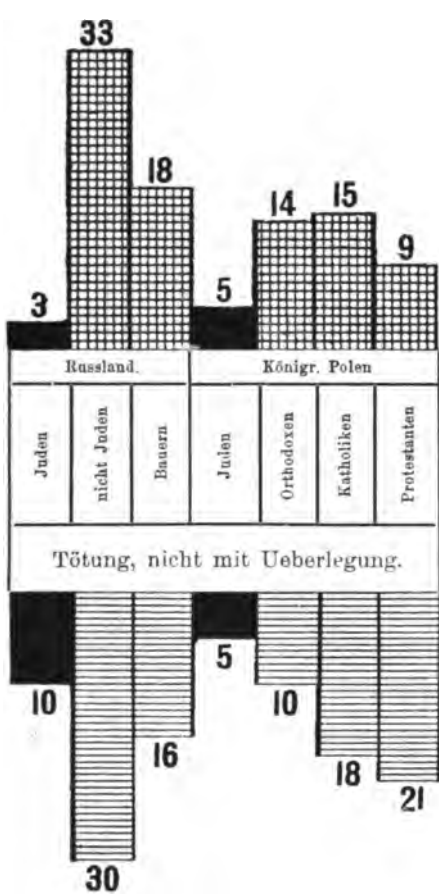 33
18
15
14
9
5
3
Russland. Königr. Polen
Juden
nicht Juden
Bauern
Juden
Orthodoxen
Katholiken
Protestanten
Tötung, nicht mit Ueberlegung.
5
10
10
16
18
21
30